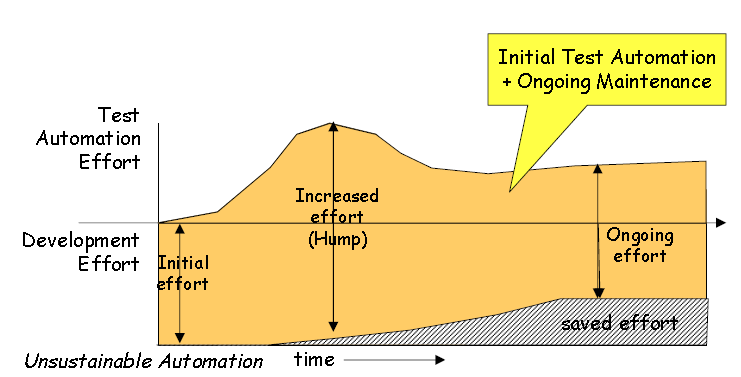 Initial Test Automation
+ Ongoing Maintenance
Test
Automation
Effort
Increased
effort
(Hump)
Development
Effort
Initial
effort
Ongoing
effort
saved effort
Unsustainable Automation
time